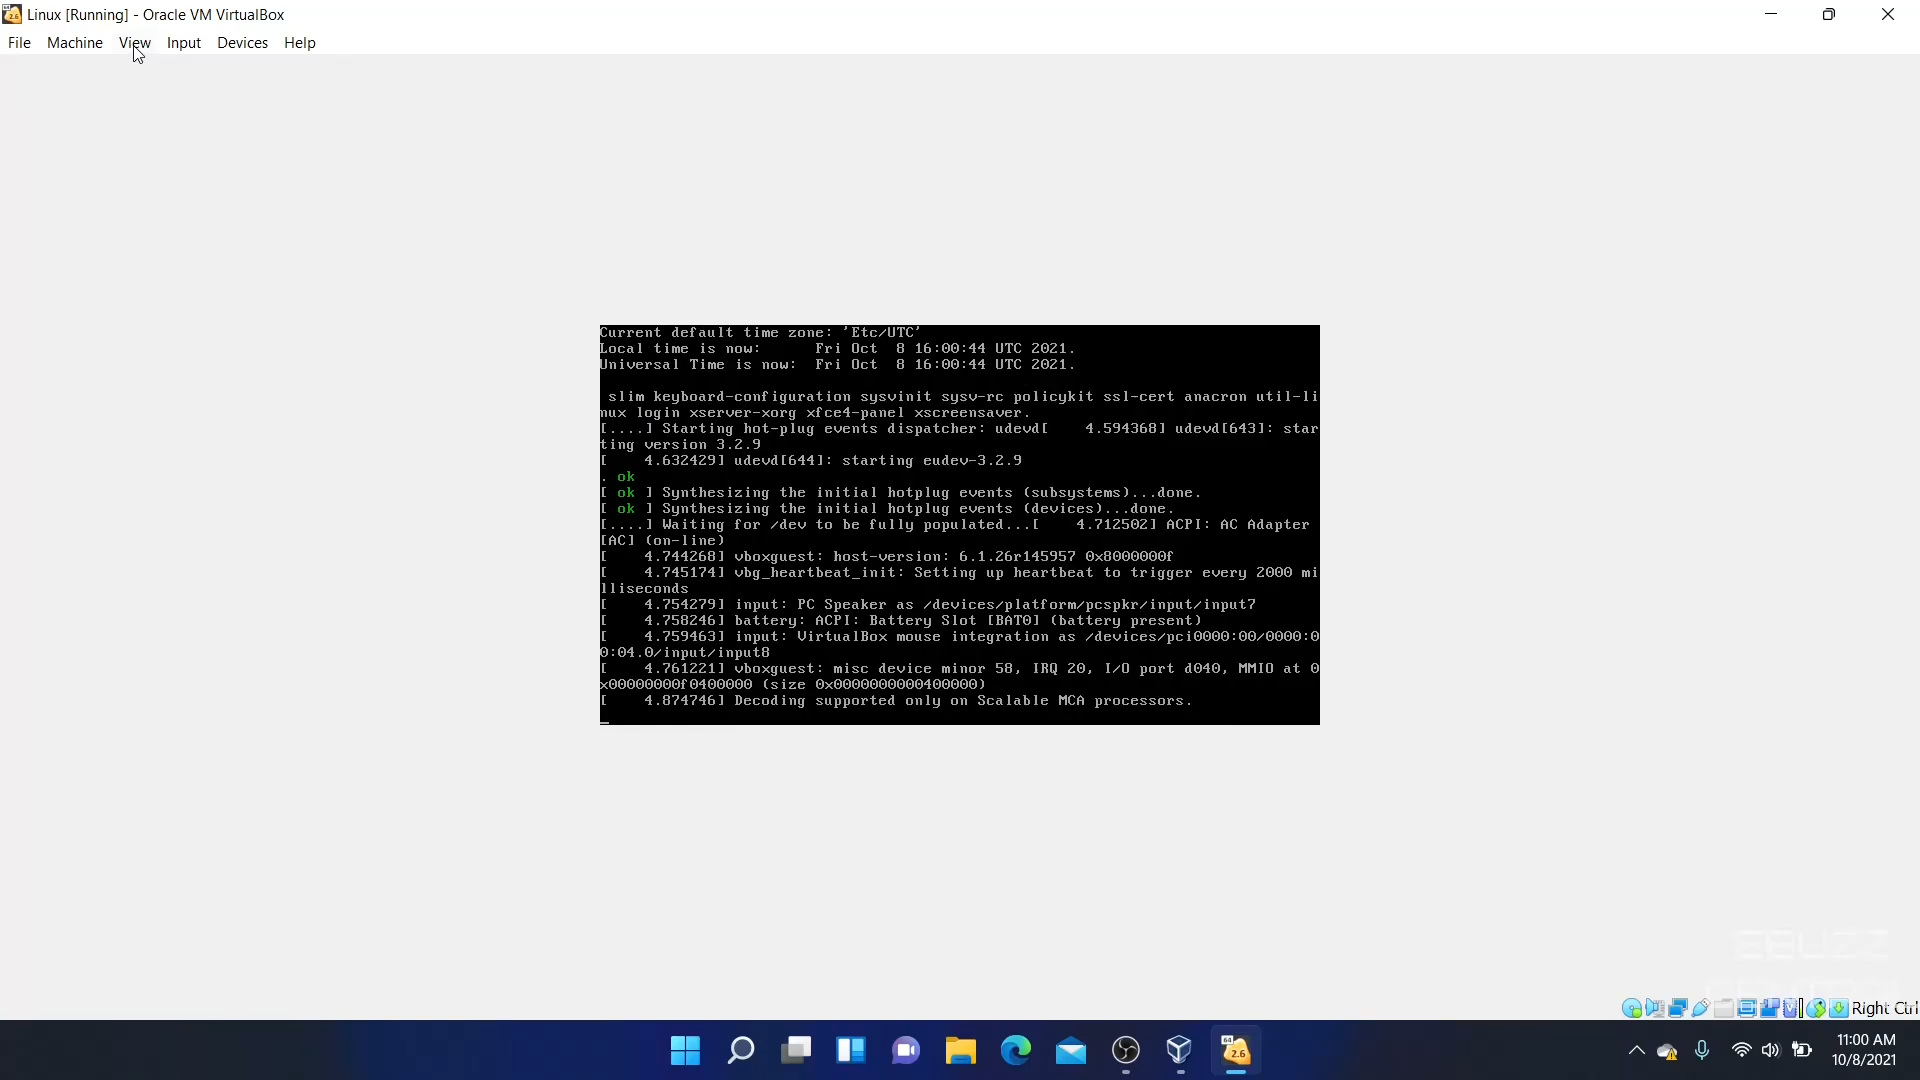 Linux [Running] - Oracle VM VirtualBox
File Machine View Input Devices Help
Current default time zone: 'Etc/UTC'
Local time is now:      Fri Oct  8 16:00:44 UTC 2021.
Universal Time is now:  Fri Oct  8 16:00:44 UTC 2021.
slim keyboard-configuration sysvinit sysv-rc policykit ssl-cert anacron util-li
nux login xserver-xorg xfce4-panel xscreensaver.
[....] Starting hot-plug events dispatcher: udevd[    4.594368] udevd[643]: star
ting version 3.2.9
[    4.632429] udevd[644]: starting eudev-3.2.9
. ok
[ ok ] Synthesizing the initial hotplug events (subsystems)...done.
[ ok ] Synthesizing the initial hotplug events (devices)...done.
[....] Waiting for /dev to be fully populated...[    4.712502] ACPI: AC Adapter
[AC] (on-line)
[    4.744268] vboxguest: host-version: 6.1.26r145957 0x8000000f
[    4.745174] vbg_heartbeat_init: Setting up heartbeat to trigger every 2000 mi
lliseconds
[    4.754279] input: PC Speaker as /devices/platform/pcspkr/input/input7
[    4.758246] battery: ACPI: Battery Slot [BAT0] (battery present)
[    4.759463] input: VirtualBox mouse integration as /devices/pci0000:00/0000:0
0:04.0/input/input8
[    4.761221] vboxguest: misc device minor 58, IRQ 20, I/O port d040, MMIO at 0
x00000000f0400000 (size 0x0000000000400000)
[    4.874746] Decoding supported only on Scalable MCA processors.
_
Right Ctrl
64
2.6
11:00 AM
10/8/2021